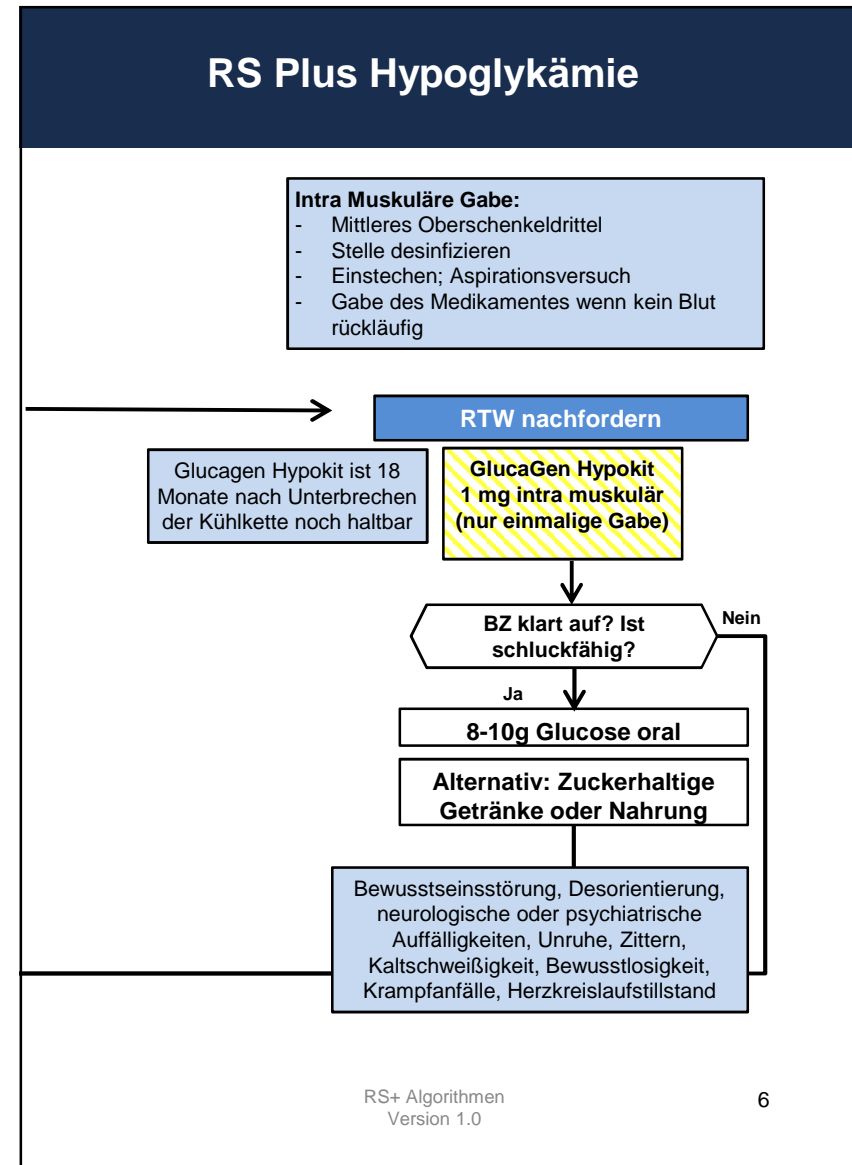 RS Plus Hypoglykämie
Intra Muskuläre Gabe:
- Mittleres Oberschenkeldrittel
- Stelle desinfizieren
- Einstechen; Aspirationsversuch
- Gabe des Medikamentes wenn kein Blut
rückläufig
RTW nachfordern
Glucagen Hypokit ist 18
Monate nach Unterbrechen
der Kühlkette noch haltbar
GlucaGen Hypokit
1 mg intra muskulär
(nur einmalige Gabe)
BZ klart auf? Ist
schluckfähig?
Nein
Ja
8-10g Glucose oral
Alternativ: Zuckerhaltige
Getränke oder Nahrung
Bewusstseinsstörung, Desorientierung,
neurologische oder psychiatrische
Auffälligkeiten, Unruhe, Zittern,
Kaltschweißigkeit, Bewusstlosigkeit,
Krampfanfälle, Herzkreislaufstillstand
RS+ Algorithmen
Version 1.0
6